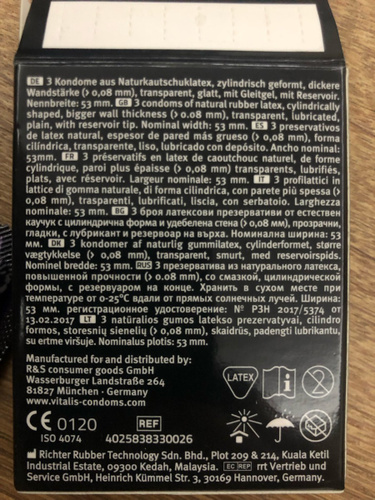 DE 3 Kondome aus Naturkautschuklatex, zylindrisch geformt, dickere
Wandstärke (> 0,08 mm), transparent, glatt, mit Gleitgel, mit Reservoir.
Nennbreite: 53 mm. GB 3 condoms of natural rubber latex, cylindrically
shaped, bigger wall thickness (> 0,08 mm), transparent, lubricated,
plain, with reservoir tip. Nominal width: 53 mm. ES 3 preservativos
de latex natural, espesor de pared más grueso (> 0,08 mm), forma
cilíndrica, transparente, liso, lubricado con depósito. Ancho nominal:
53mm. FR 3 préservatifs en latex de caoutchouc naturel, de forme
cylindrique, paroi plus épaisse (> 0,08 mm) transparents, lubrifiés,
plats, avec réservoir. Largeur nominale: 53 mm. IT 3 profilattici in
lattice di gomma naturale, di forma cilindrica, con parete più spessa (>
0,08 mm), trasparenti, lubrificati, liscia, con serbatoio. Larghezza
nominale: 53 mm. BG 3 броя латексови презервативи от естествен
каучук с цилиндрична форма и удебелена стена (> 0,08 мм), прозрачни,
гладки, с лубрикант и резервоар на върха. Номинална ширина: 53
мм. DK 3 kondomer af naturlig gummilatex, cylinderformet, større
vægtykkelse (> 0,08 mm), transparent, smurt, med reservoirspids.
Nominel bredde: 53 mm. RUS 3 презерватива из натурального латекса,
повышенной прочности (> 0.08 мм), со смазкой, цилиндрической
формы, с резервуаром на конце. Хранить в сухом месте при
температуре от 0-25°C вдали от прямых солнечных лучей. Ширина:
53 мм. регистрационное удостоверение: № РЗН 2017/5374 от
13.02.2017 LT 3 natūralios gumos latekso prezervatyvai, cilindro
formos, storesnių sienelių (> 0,08 mm), skaidrūs, padengti lubrikantu,
su ertme viršuje. Nominalus plotis: 53 mm.
Manufactured for and distributed by:
R&S consumer goods GmbH
Wasserburger Landstraße 264
81827 München · Germany
www.vitalis-condoms.com
LATEX
i
2
CE 0120
ISO 4074
REF
4025838330026
Richter Rubber Technology Sdn. Bhd., Plot 209 & 214, Kuala Ketil
Industrial Estate, 09300 Kedah, Malaysia. EC REP rrt Vertrieb und
Service GmbH, Heinrich Kümmel Str. 3, 30169 Hannover, Germany.